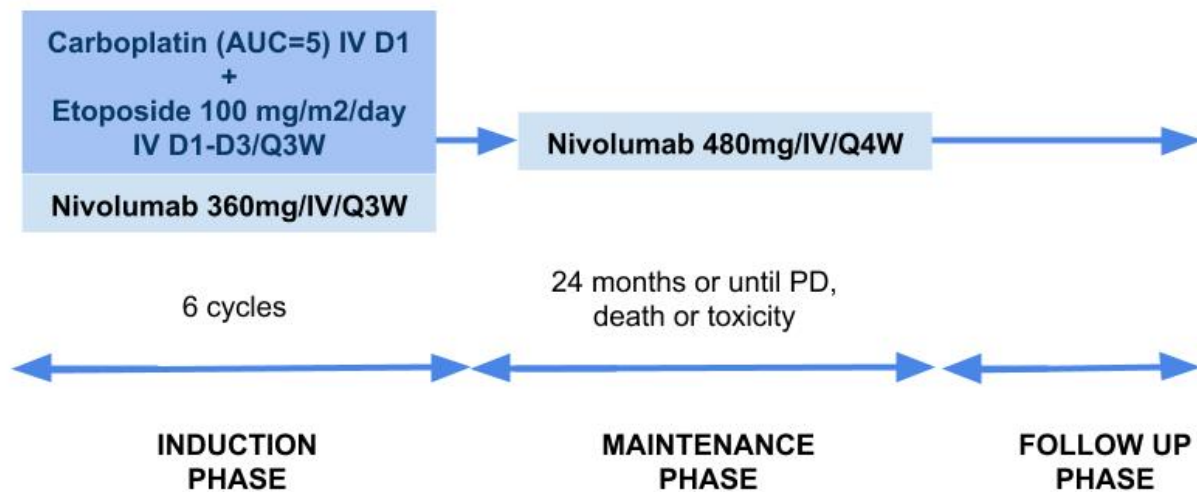 Carboplatin (AUC=5) IV D1
+
Etoposide 100 mg/m2/day
IV D1-D3/Q3W
Nivolumab 360mg/IV/Q3W
Nivolumab 480mg/IV/Q4W
6 cycles
24 months or until PD,
death or toxicity
INDUCTION
PHASE
MAINTENANCE
PHASE
FOLLOW UP
PHASE